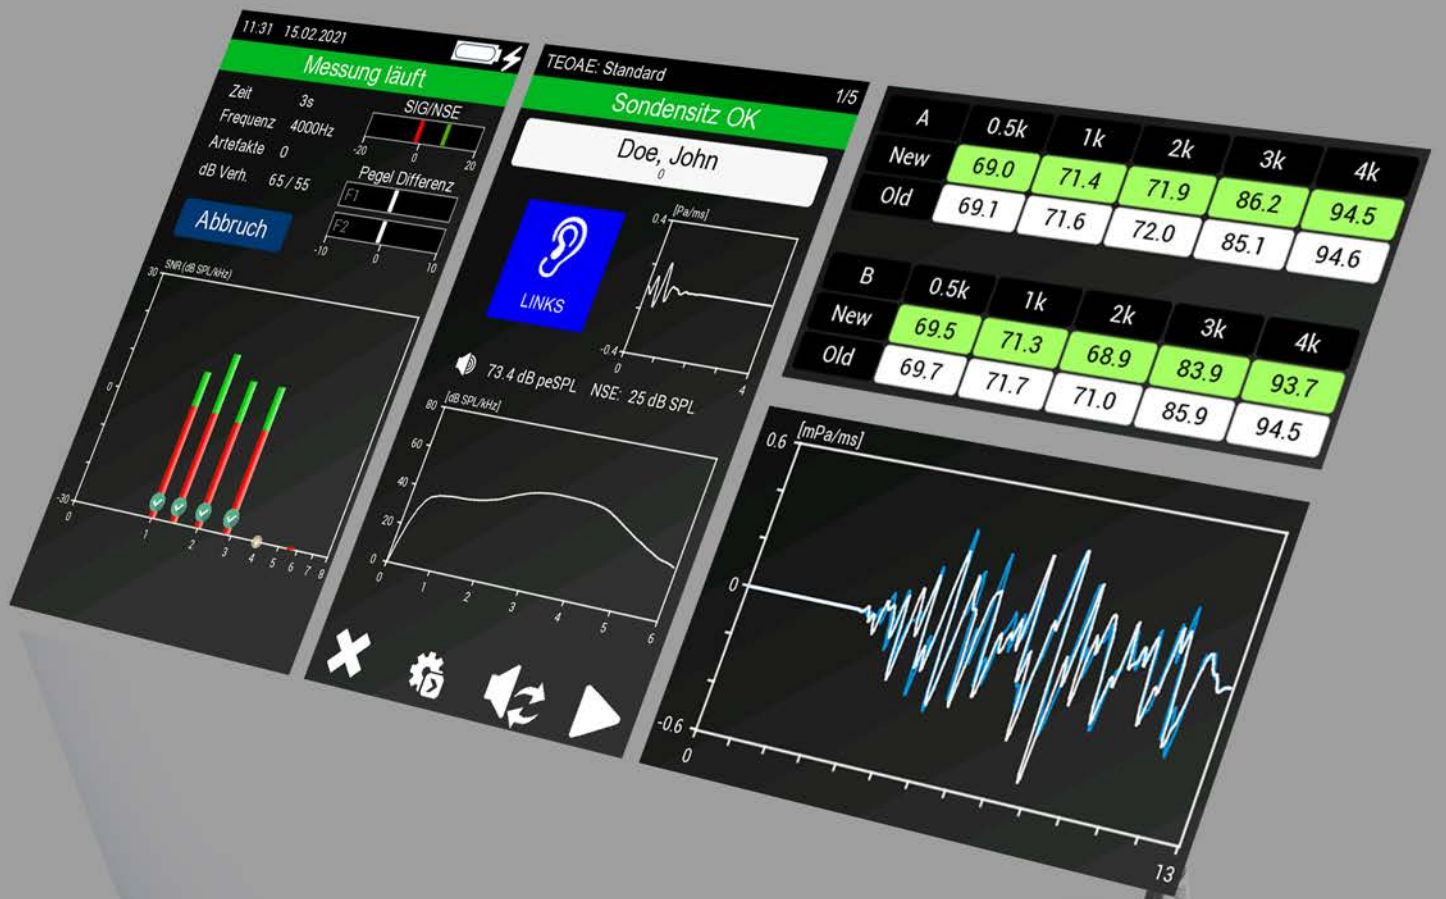 11:31 15.02.2021
Messung läuft
Zeit 3s
Frequenz 4000Hz
Artefakte 0
dB Verh. 65 / 55
SIG/NSE
-20 0 20
Pegel Differenz
F1
F2
-10 0 10
Abbruch
SNR (dB SPL/kHz)
30
0
-30
0 1 2 3 4 5 6 7 8
TEOAE: Standard 1/5
Sondensitz OK
Doe, John
0
LINKS
[Pa/ms]
0.4
-0.4
0 4
73.4 dB peSPL NSE: 25 dB SPL
[dB SPL/kHz]
80
60
40
20
0
0 1 2 3 4 5 6
A 0.5k 1k 2k 3k 4k
New 69.0 71.4 71.9 86.2 94.5
Old 69.1 71.6 72.0 85.1 94.6
B 0.5k 1k 2k 3k 4k
New 69.5 71.3 68.9 83.9 93.7
Old 69.7 71.7 71.0 85.9 94.5
[mPa/ms]
0.6
0
-0.6
0 13